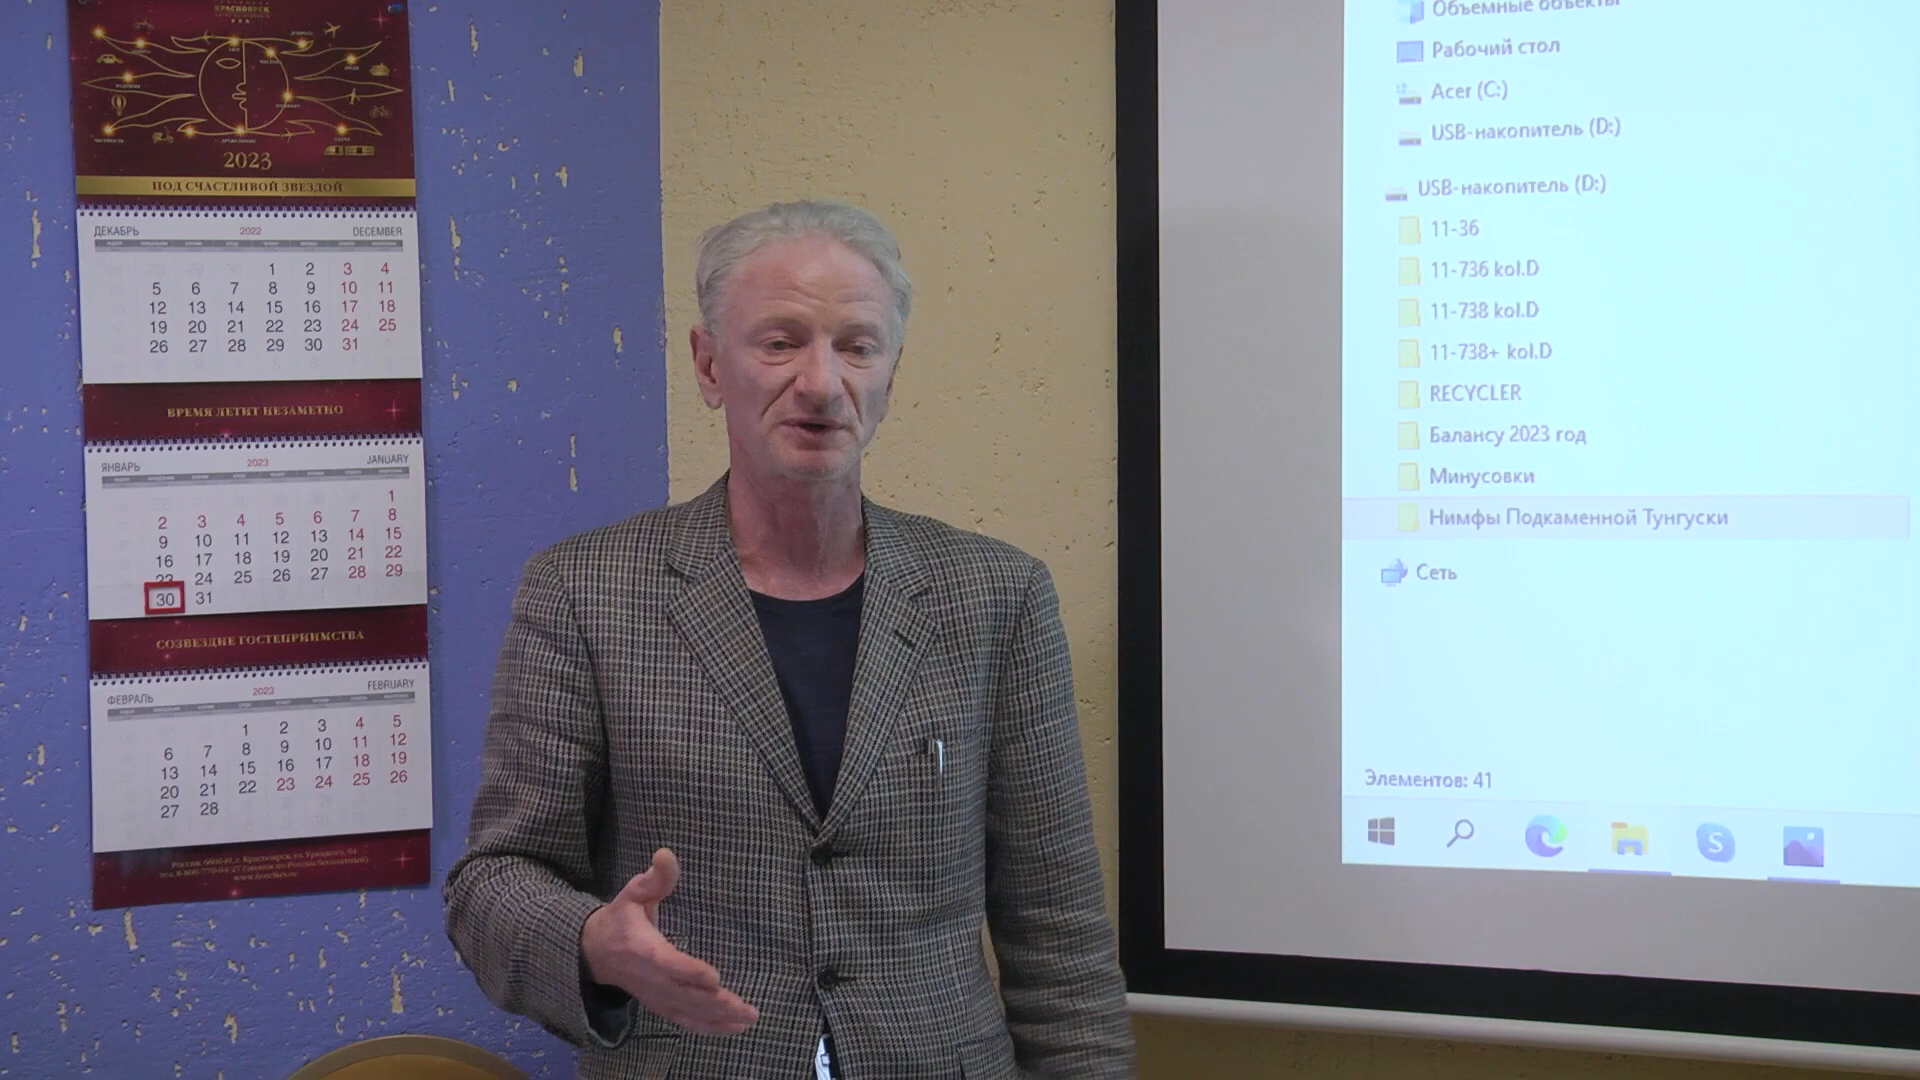 КРАСНОЯРСК
2023
ПОД СЧАСТЛИВОЙ ЗВЕЗДОЙ
ДЕКАБРЬ 2022 DECEMBER
1 2 3 4
5 6 7 8 9 10 11
12 13 14 15 16 17 18
19 20 21 22 23 24 25
26 27 28 29 30 31
ВРЕМЯ ЛЕТИТ НЕЗАМЕТНО
ЯНВАРЬ 2023 JANUARY
1
2 3 4 5 6 7 8
9 10 11 12 13 14 15
16 17 18 19 20 21 22
23 24 25 26 27 28 29
30 31
СОЗВЕЗДИЕ ГОСТЕПРИИМСТВА
ФЕВРАЛЬ 2023 FEBRUARY
1 2 3 4 5
6 7 8 9 10 11 12
13 14 15 16 17 18 19
20 21 22 23 24 25 26
27 28
Объемные объекты
Рабочий стол
Acer (C:)
USB-накопитель (D:)
USB-накопитель (D:)
11-36
11-736 kol.D
11-738 kol.D
11-738+ kol.D
RECYCLER
Балансу 2023 год
Минусовки
Нимфы Подкаменной Тунгуски
Сеть
Элементов: 41